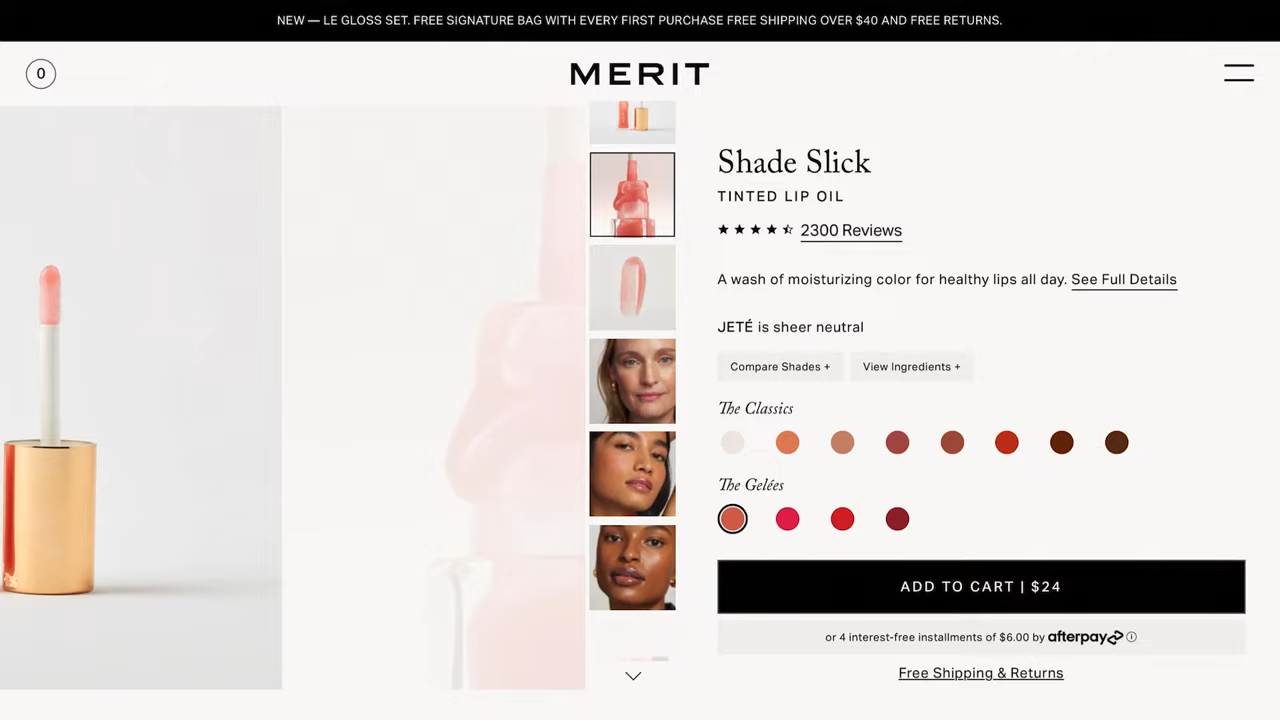 NEW — LE GLOSS SET. FREE SIGNATURE BAG WITH EVERY FIRST PURCHASE FREE SHIPPING OVER $40 AND FREE RETURNS.
0
MERIT
Shade Slick
TINTED LIP OIL
2300 Reviews
A wash of moisturizing color for healthy lips all day. See Full Details
JETÉ is sheer neutral
Compare Shades +
View Ingredients +
The Classics
The Gelées
ADD TO CART | $24
or 4 interest-free installments of $6.00 by afterpay
Free Shipping & Returns